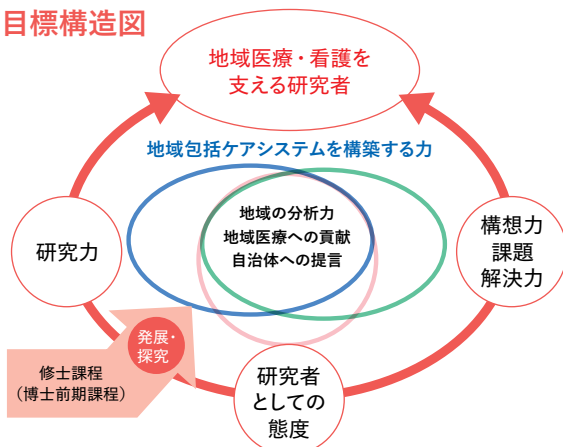 目標構造図
地域医療・看護を
支える研究者
地域包括ケアシステムを構築する力
地域の分析力
地域医療への貢献
自治体への提言
研究力
構想力
課題
解決力
発展・
探究
修士課程
（博士前期課程）
研究者
としての
態度